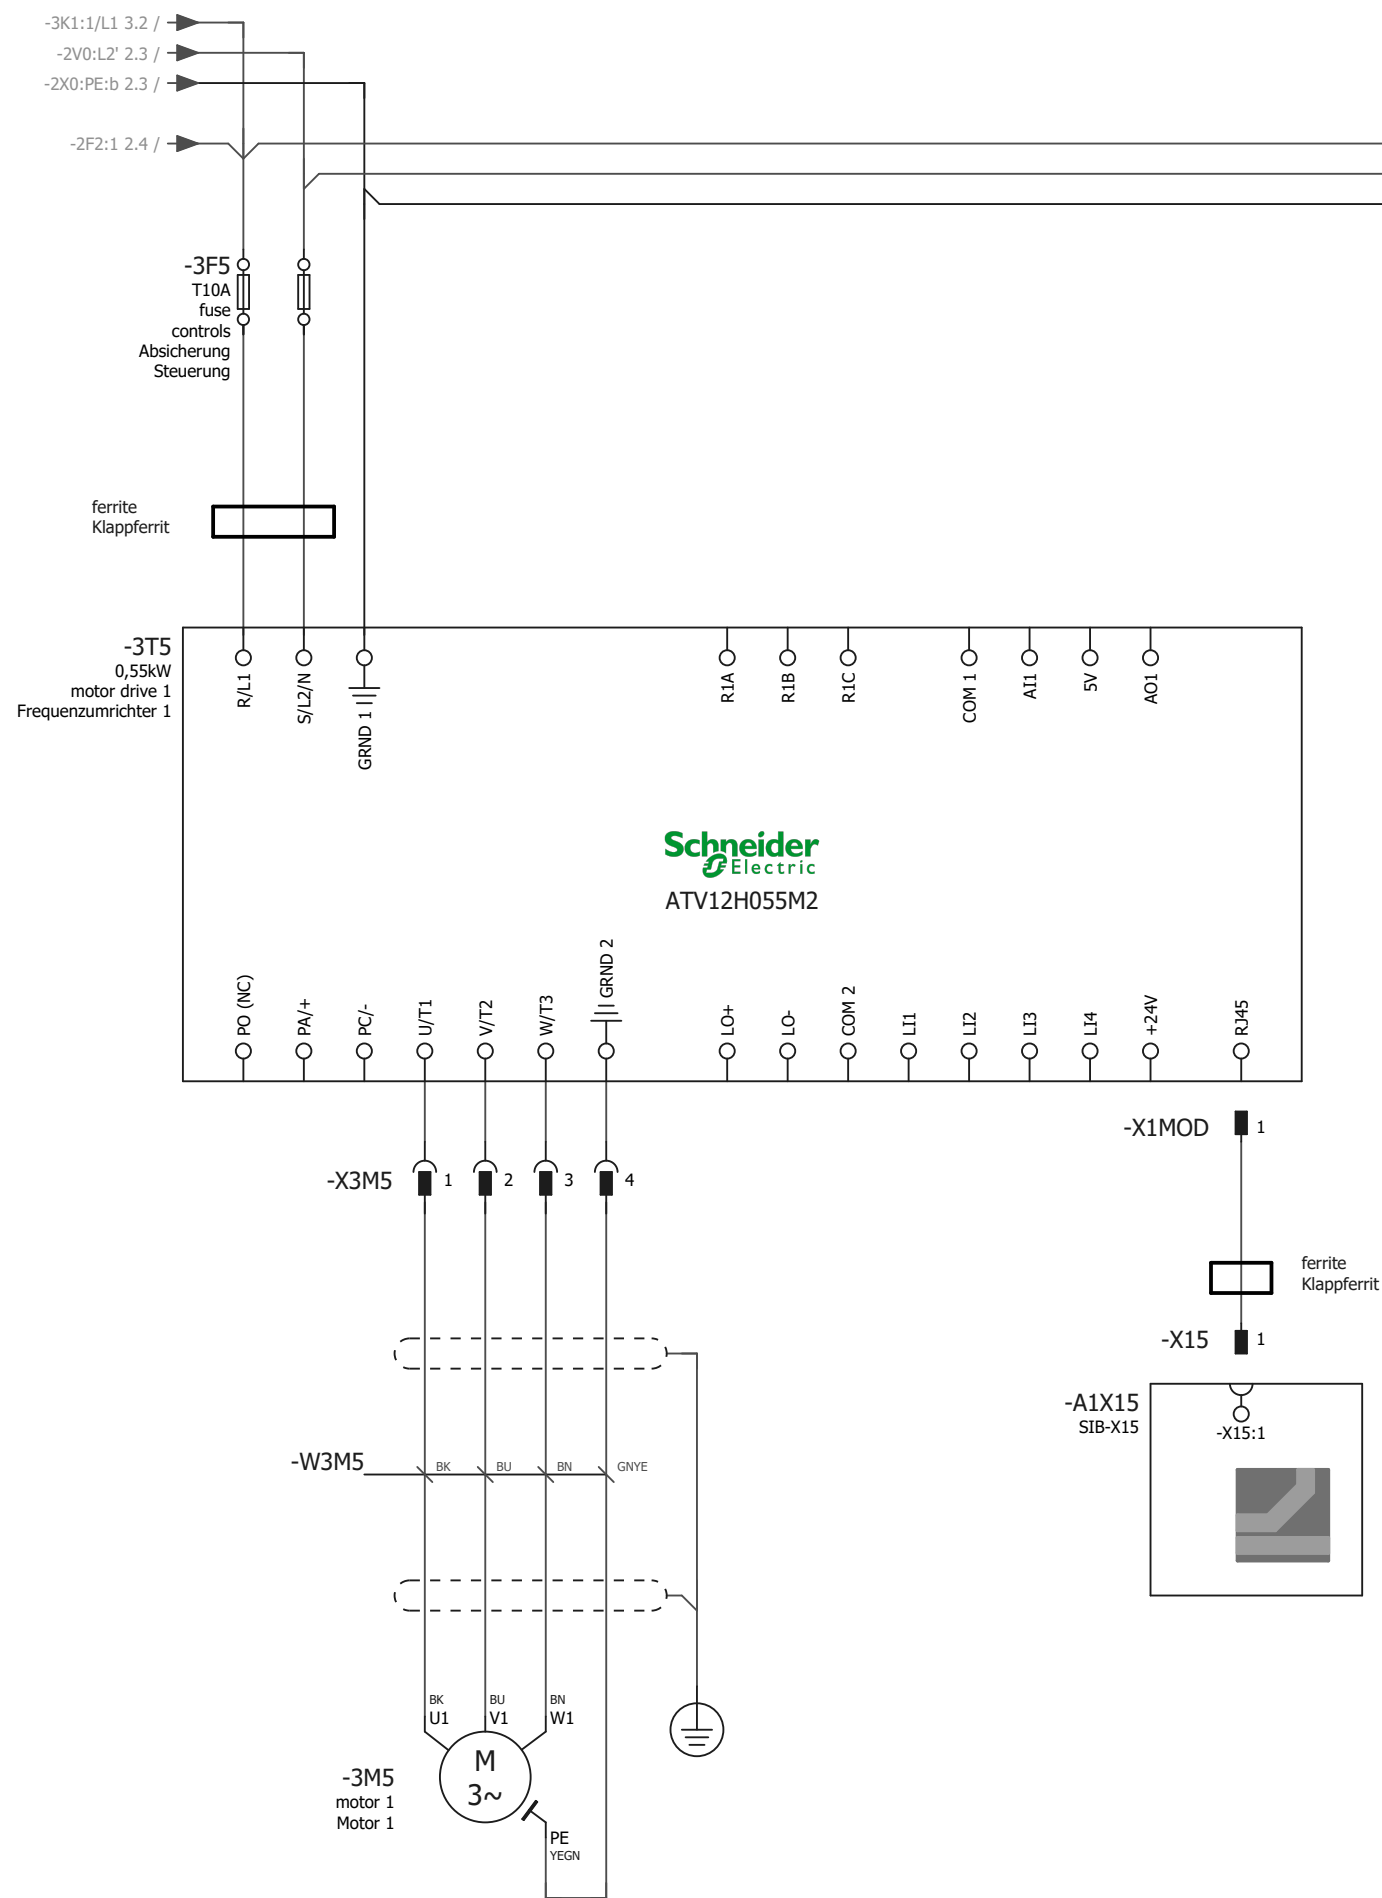 -3K1:1/L1 3.2 /
-2V0:L2' 2.3 /
-2X0:PE:b 2.3 /
-2F2:1 2.4 /
-3F5
T10A
fuse
controls
Absicherung
Steuerung
ferrite
Klappferrit
-3T5
0,55kW
motor drive 1
Frequenzumrichter 1
R/L1
S/L2/N
GRND 1
R1A
R1B
R1C
COM 1
AI1
5V
AO1
Schneider
Electric
ATV12H055M2
PO (NC)
PA/+
PC/-
U/T1
V/T2
W/T3
GRND 2
LO+
LO-
COM 2
LI1
LI2
LI3
LI4
+24V
RJ45
-X1MOD 1
-X3M5 1 2 3 4
ferrite
Klappferrit
-X15 1
-A1X15
SIB-X15
-X15:1
-W3M5 BK BU BN GNYE
BK BU BN
U1 V1 W1
M
3~
-3M5
motor 1
Motor 1
PE
YEGN